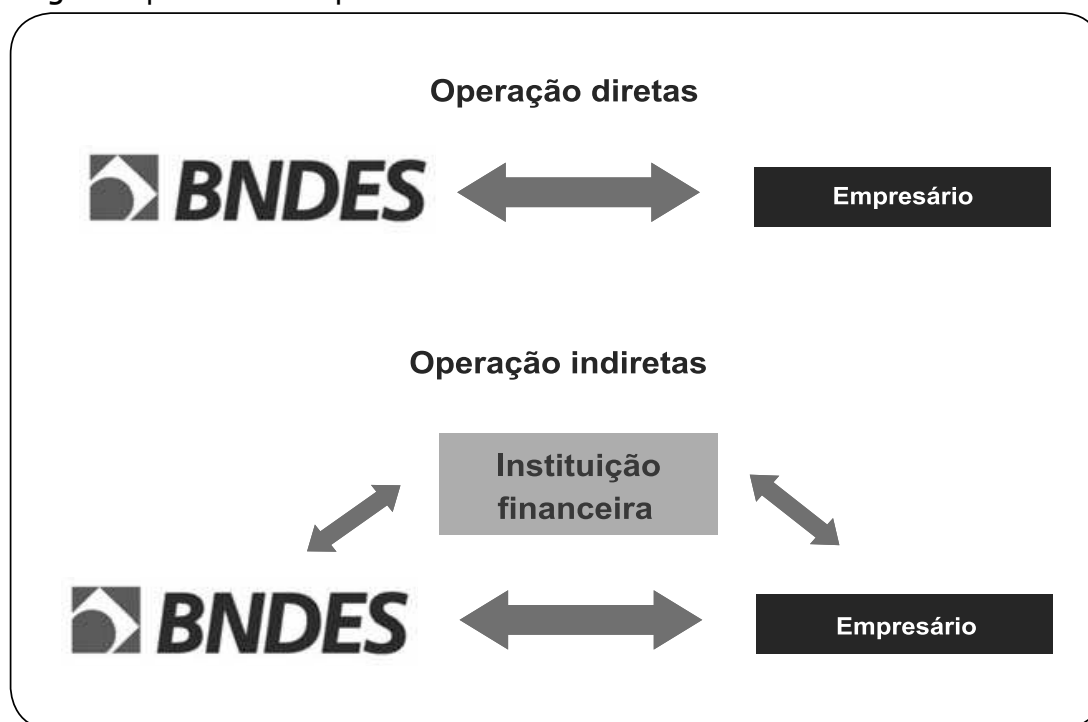 Operação diretas
BNDES
Empresário
Operação indiretas
Instituição
financeira
BNDES
Empresário